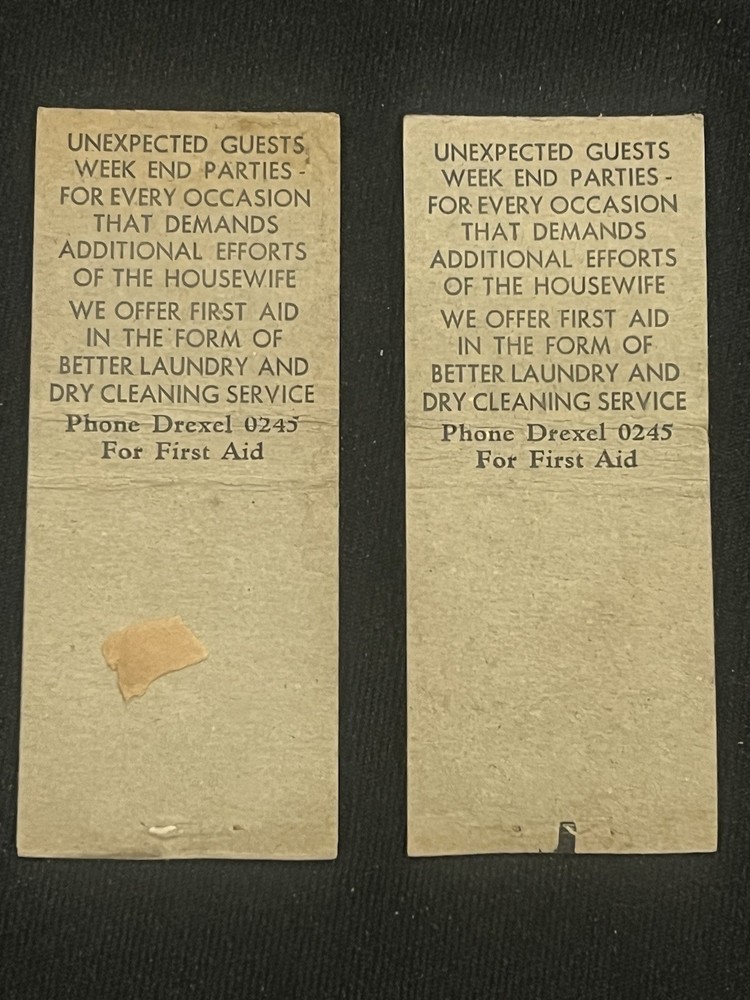 UNEXPECTED GUESTS
WEEK END PARTIES -
FOR EVERY OCCASION
THAT DEMANDS
ADDITIONAL EFFORTS
OF THE HOUSEWIFE
WE OFFER FIRST AID
IN THE FORM OF
BETTER LAUNDRY AND
DRY CLEANING SERVICE
Phone Drexel 0245
For First Aid
UNEXPECTED GUESTS
WEEK END PARTIES -
FOR EVERY OCCASION
THAT DEMANDS
ADDITIONAL EFFORTS
OF THE HOUSEWIFE
WE OFFER FIRST AID
IN THE FORM OF
BETTER LAUNDRY AND
DRY CLEANING SERVICE
Phone Drexel 0245
For First Aid